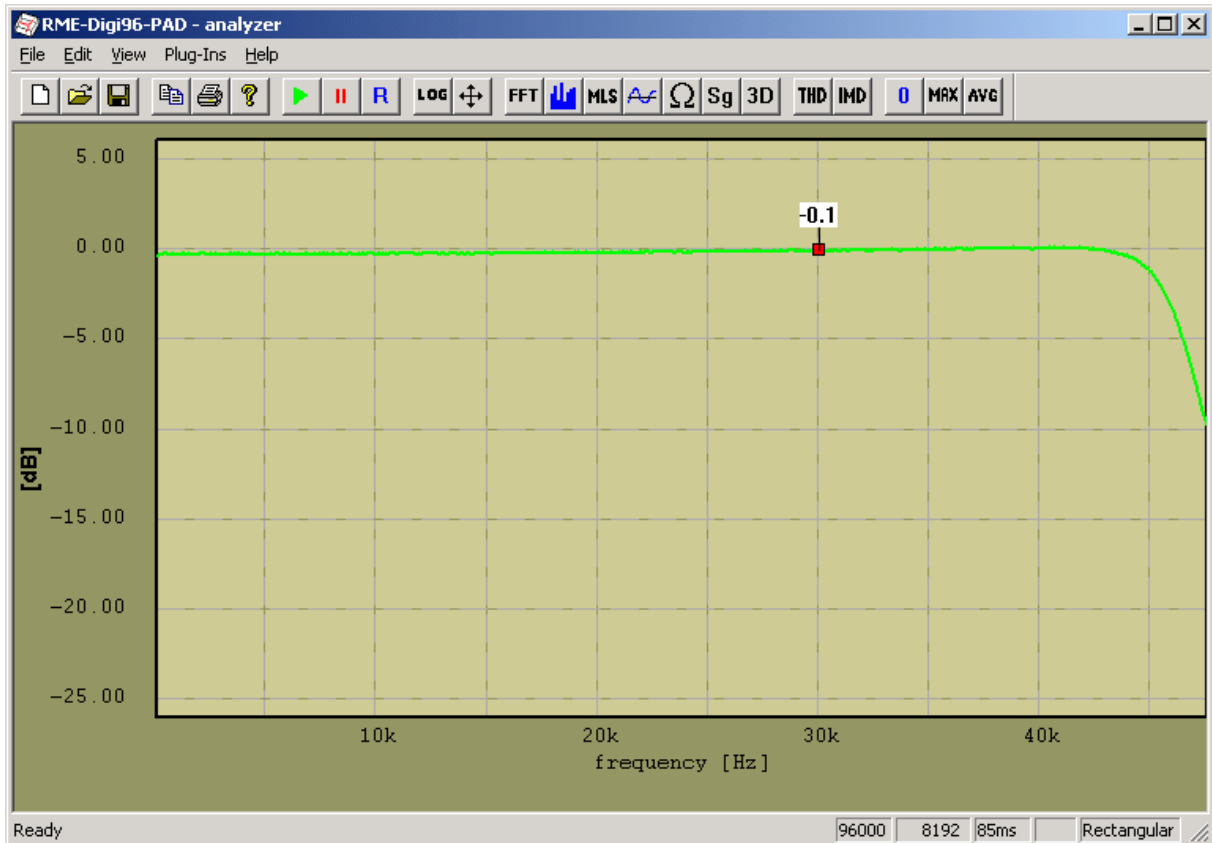 RME-Digi96-PAD - analyzer
File Edit View Plug-Ins Help
R LOG FFT MLS Ω Sg 3D THD IMD 0 MAX AVG
5.00
-0.1
0.00
-5.00
-10.00
[dB]
-15.00
-20.00
-25.00
10k 20k 30k 40k
frequency [Hz]
Ready 96000 8192 85ms Rectangular